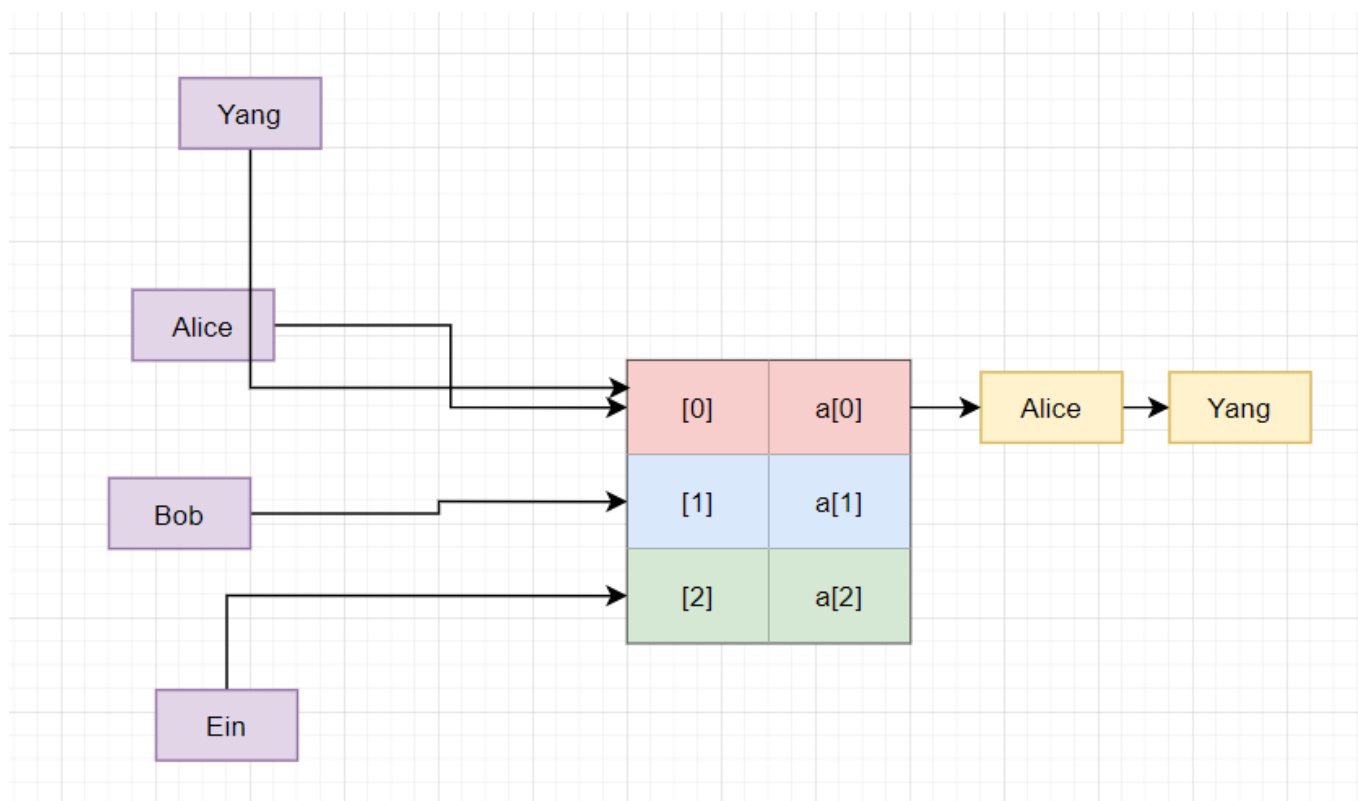 Yang
Alice
[0] a[0] Alice Yang
Bob
[1] a[1]
[2] a[2]
Ein